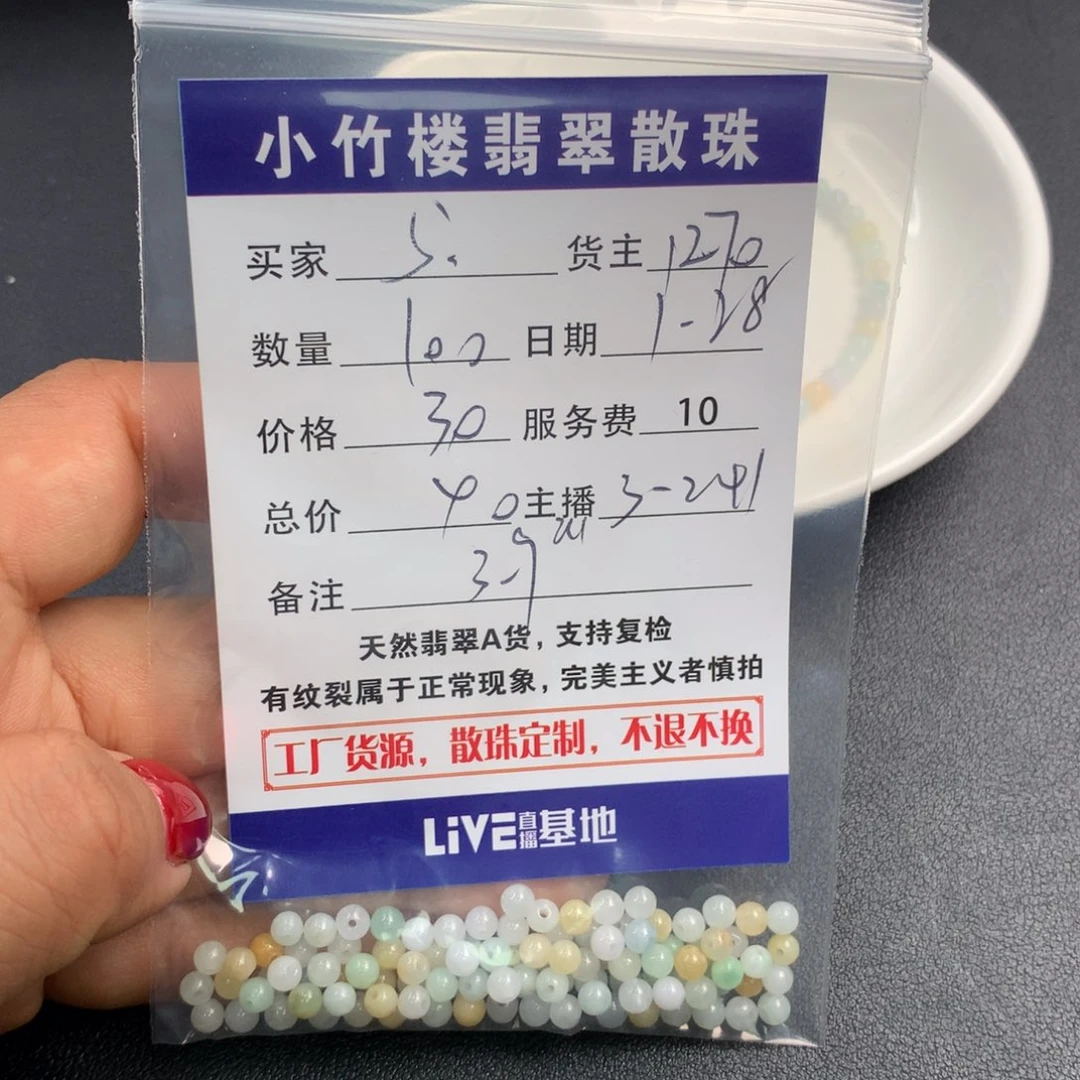 小竹楼翡翠散珠
买家 5. 货主 1270
数量 100 日期 1-28
价格 30 服务费 10
总价 40 主播 3-241
备注 3.9
天然翡翠A货，支持复检
有纹裂属于正常现象，完美主义者慎拍
工厂货源，散珠定制，不退不换
LiVE直播基地